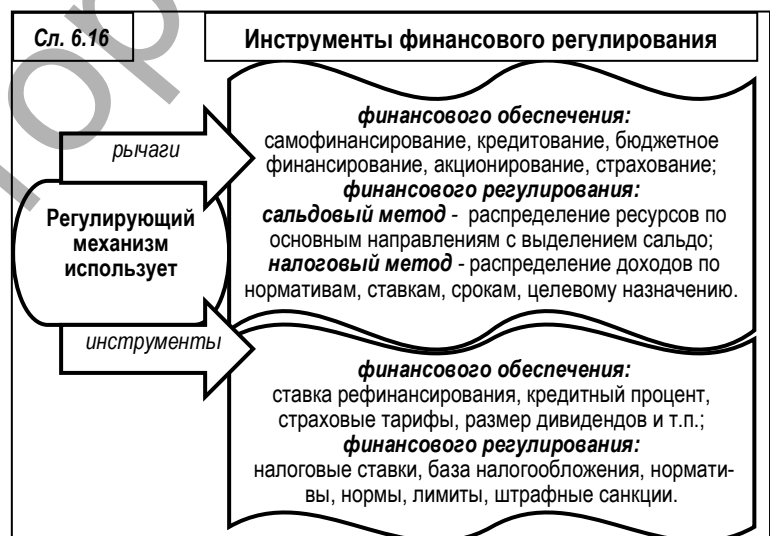 Сл. 6.16
Инструменты финансового регулирования
рычаги
финансового обеспечения:
самофинансирование, кредитование, бюджетное
финансирование, акционирование, страхование;
финансового регулирования:
сальдовый метод - распределение ресурсов по
основным направлениям с выделением сальдо;
налоговый метод - распределение доходов по
нормативам, ставкам, срокам, целевому назначению.
Регулирующий
механизм
использует
инструменты
финансового обеспечения:
ставка рефинансирования, кредитный процент,
страховые тарифы, размер дивидендов и т.п.;
финансового регулирования:
налоговые ставки, база налогообложения, нормати-
вы, нормы, лимиты, штрафные санкции.